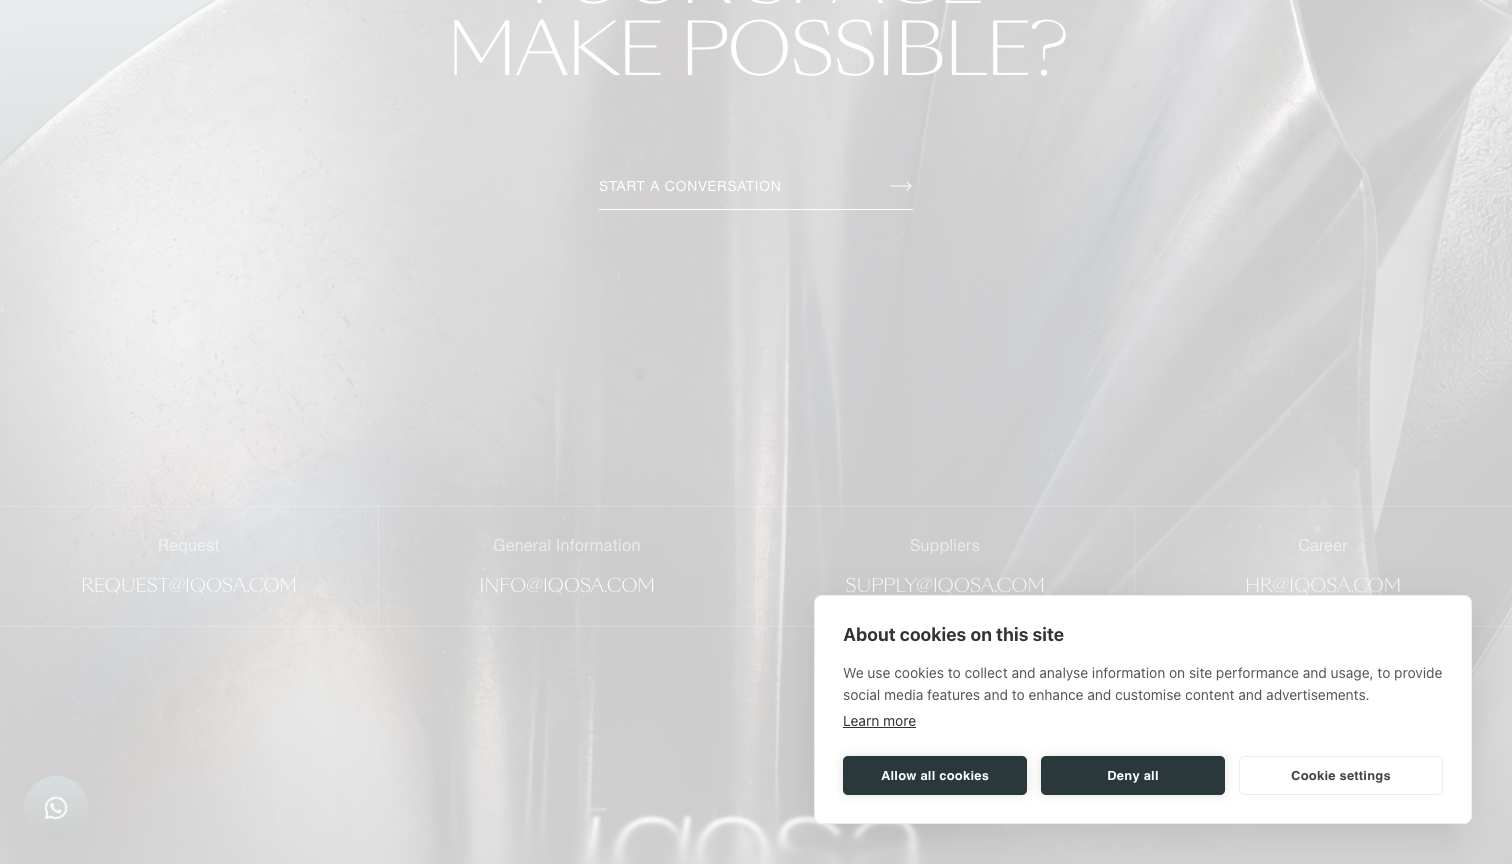 YOUR SPACE
MAKE POSSIBLE?
START A CONVERSATION
Request
General Information
Suppliers
Career
REQUEST@IQOSA.COM
INFO@IQOSA.COM
SUPPLY@IQOSA.COM
HR@IQOSA.COM
About cookies on this site
We use cookies to collect and analyse information on site performance and usage, to provide
social media features and to enhance and customise content and advertisements.
Learn more
Allow all cookies
Deny all
Cookie settings
iqosa